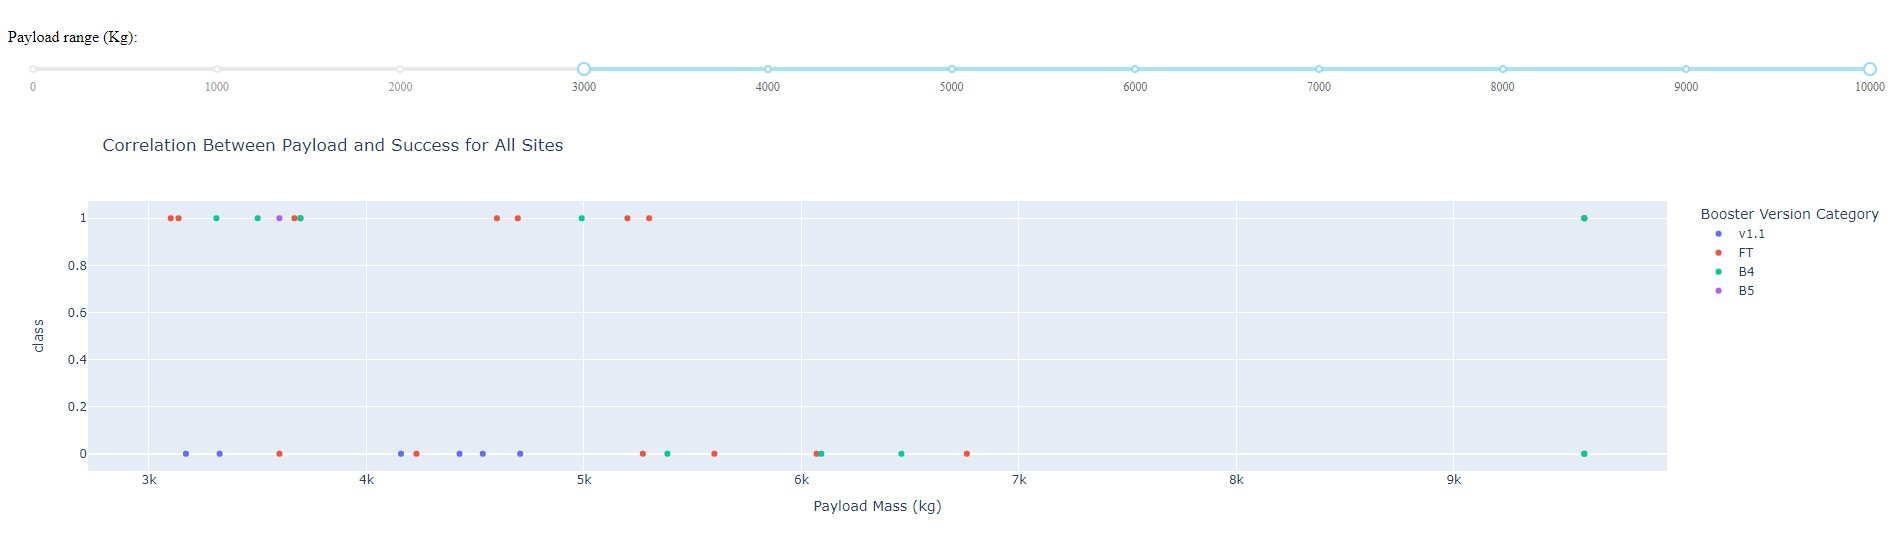 Payload range (Kg):
0 1000 2000 3000 4000 5000 6000 7000 8000 9000 10000
Correlation Between Payload and Success for All Sites
Booster Version Category
v1.1
FT
B4
B5
1
0.8
0.6
0.4
0.2
0
class
3k 4k 5k 6k 7k 8k 9k
Payload Mass (kg)